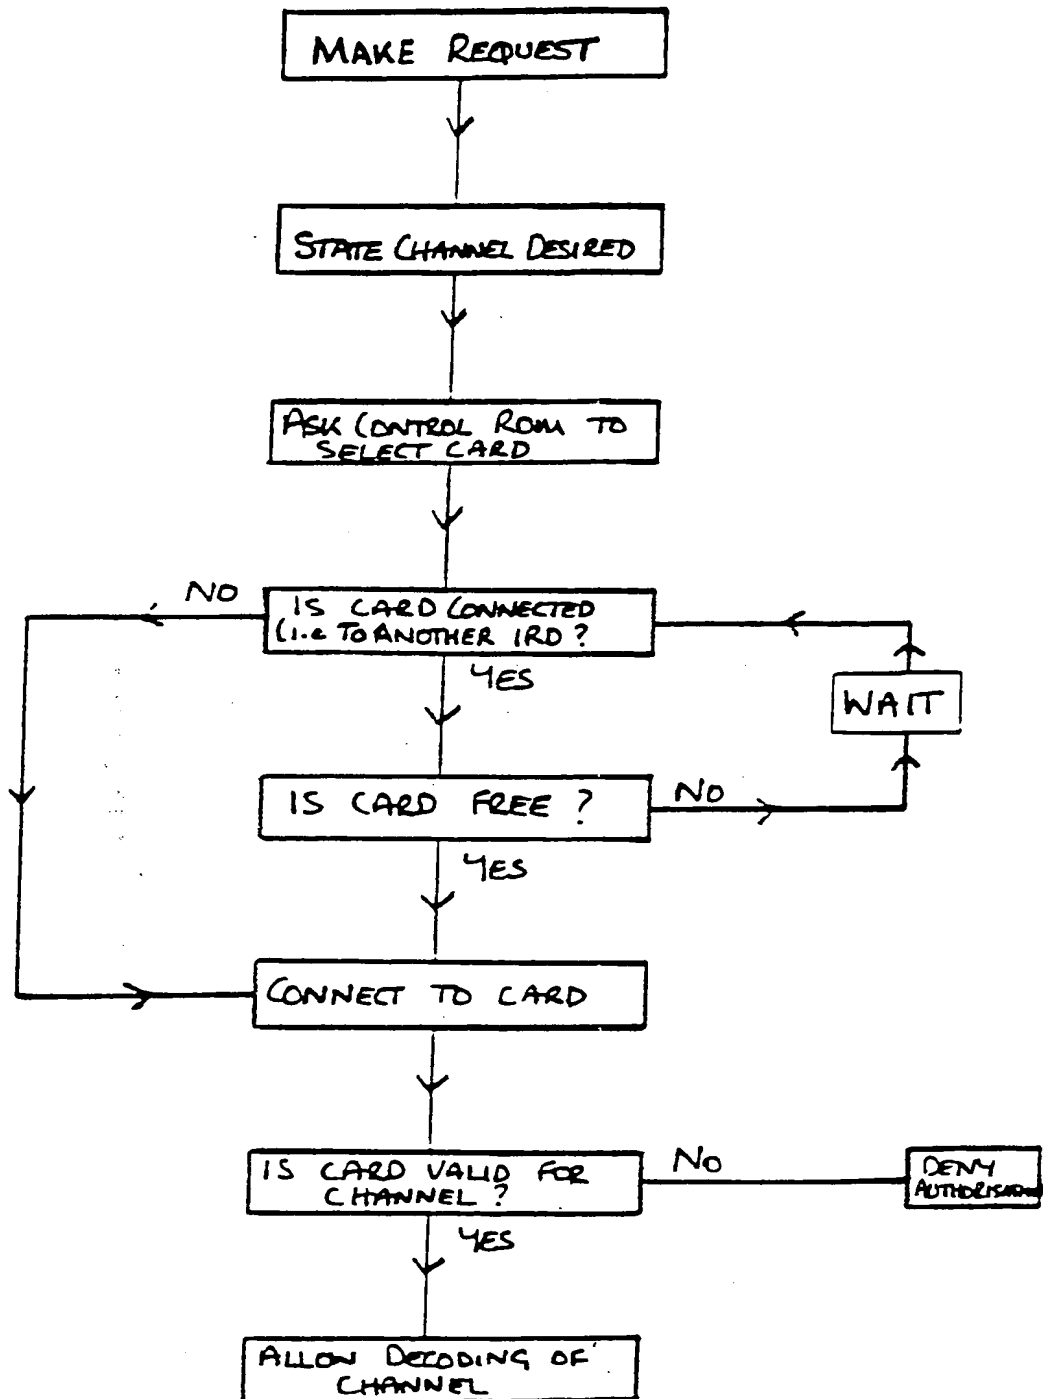 MAKE REQUEST
STATE CHANNEL DESIRED
ASK CONTROL ROOM TO
SELECT CARD
NO
IS CARD CONNECTED
(i.e TO ANOTHER IRD ?
YES
WAIT
IS CARD FREE ?
NO
YES
CONNECT TO CARD
IS CARD VALID FOR
CHANNEL ?
NO
DENY
AUTHORISATION
YES
ALLOW DECODING OF
CHANNEL